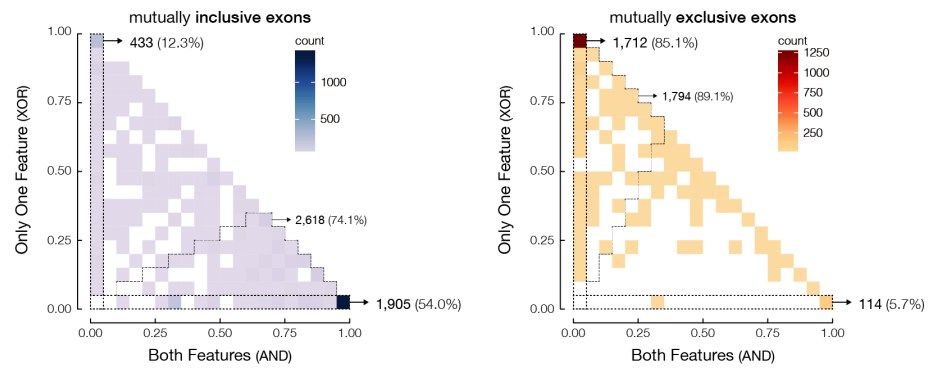 mutually inclusive exons
1.00
0.75
0.50
0.25
0.00
Only One Feature (XOR)
433 (12.3%)
count
1000
500
2,618 (74.1%)
1,905 (54.0%)
0.00 0.25 0.50 0.75 1.00
Both Features (AND)
mutually exclusive exons
1.00
0.75
0.50
0.25
0.00
Only One Feature (XOR)
1,712 (85.1%)
count
1250
1000
750
500
250
1,794 (89.1%)
114 (5.7%)
0.00 0.25 0.50 0.75 1.00
Both Features (AND)